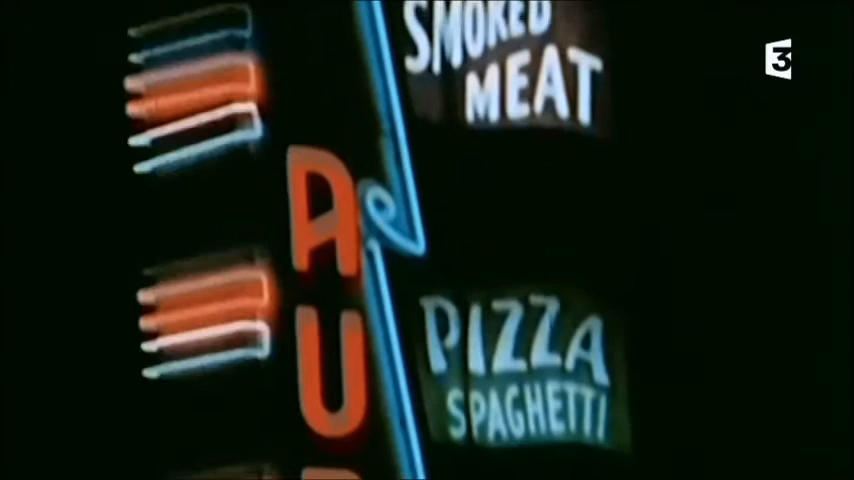 SMOKED
MEAT
3
A
U
PIZZA
SPAGHETTI